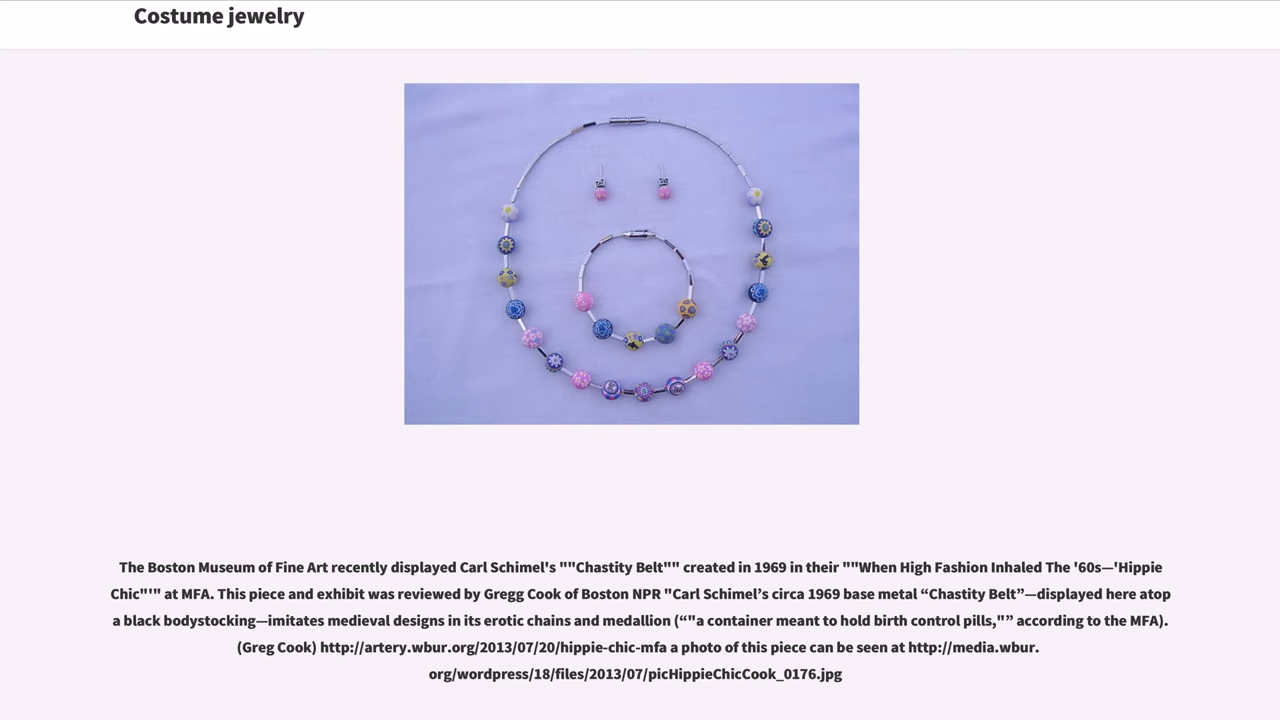 Costume jewelry
The Boston Museum of Fine Art recently displayed Carl Schimel's ""Chastity Belt"" created in 1969 in their ""When High Fashion Inhaled The '60s—'Hippie
Chic"'" at MFA. This piece and exhibit was reviewed by Gregg Cook of Boston NPR "Carl Schimel’s circa 1969 base metal “Chastity Belt”—displayed here atop
a black bodystocking—imitates medieval designs in its erotic chains and medallion (“"a container meant to hold birth control pills,"” according to the MFA).
(Greg Cook) http://artery.wbur.org/2013/07/20/hippie-chic-mfa a photo of this piece can be seen at http://media.wbur.
org/wordpress/18/files/2013/07/picHippieChicCook_0176.jpg